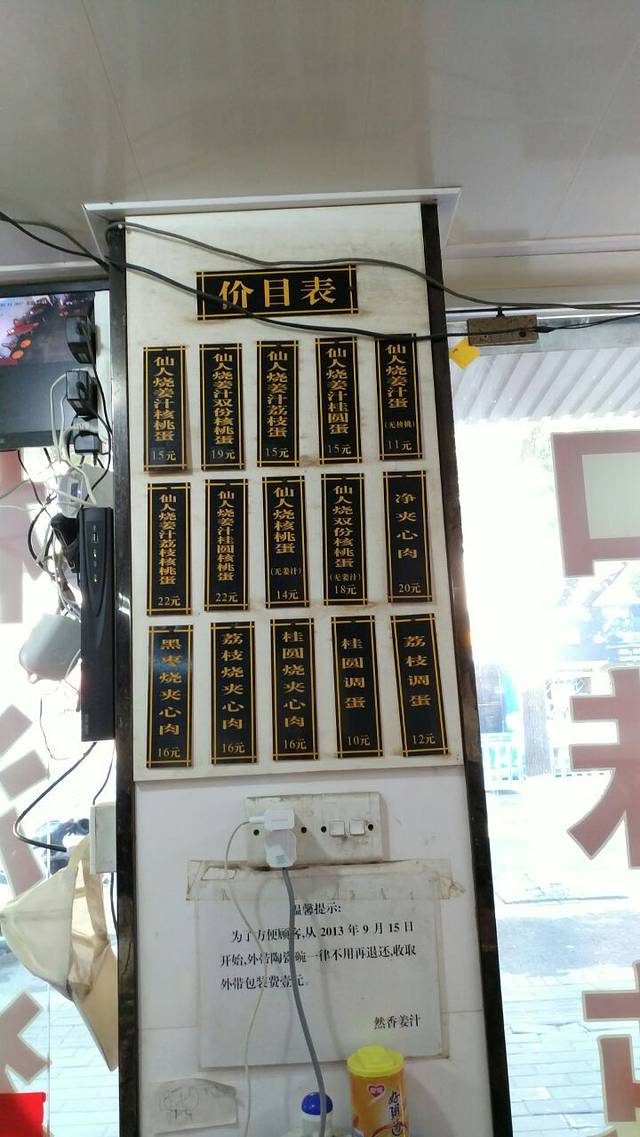 价目表
仙人烧姜汁核桃蛋
15元
仙人烧姜汁双份核桃蛋
19元
仙人烧姜汁荔枝蛋
15元
仙人烧姜汁桂圆蛋
15元
仙人烧姜汁蛋
(无核桃)
11元
仙人烧姜汁荔枝核桃蛋
22元
仙人烧姜汁桂圆核桃蛋
22元
仙人烧核桃蛋
(无姜汁)
14元
仙人烧双份核桃蛋
(无姜汁)
18元
净夹心肉
20元
黑枣烧夹心肉
16元
荔枝烧夹心肉
16元
桂圆烧夹心肉
16元
桂圆调蛋
10元
荔枝调蛋
12元
温馨提示:
为了方便顾客,从 2013 年 9 月 15 日
开始,外带陶瓷碗一律不用再退还,收取
外带包装费壹元。
然香姜汁